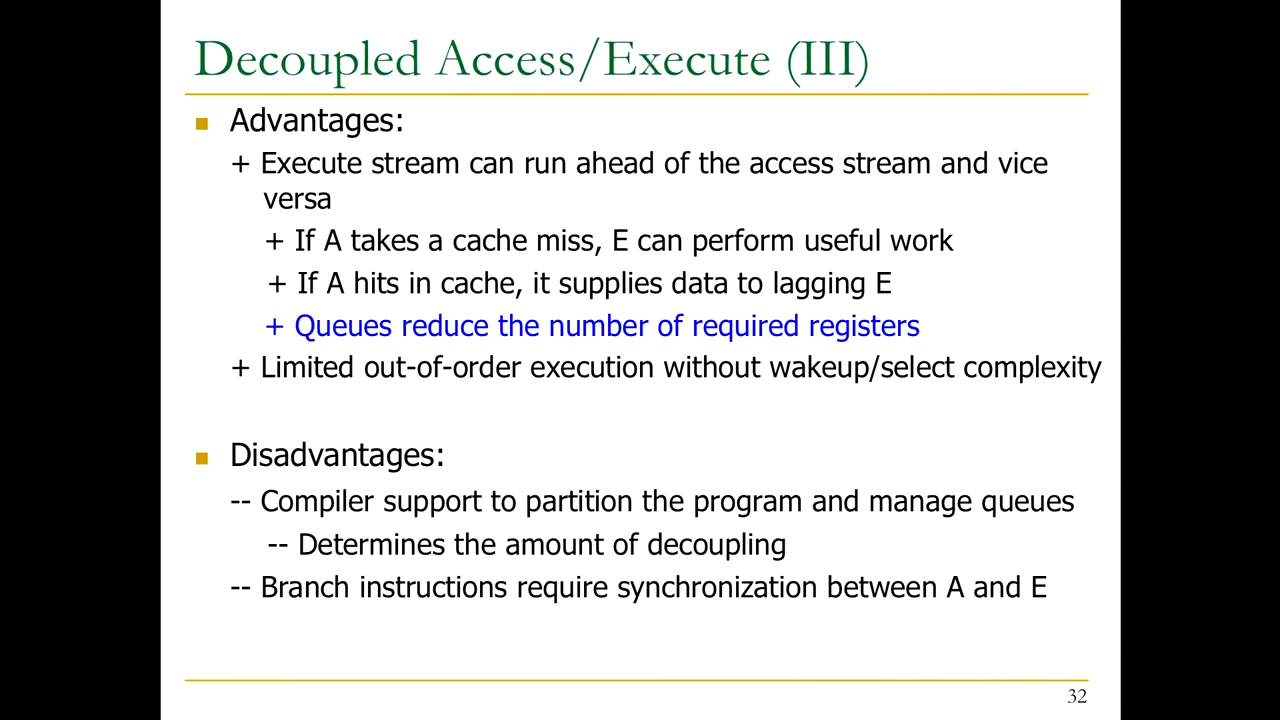 Decoupled Access/Execute (III)
Advantages:
+ Execute stream can run ahead of the access stream and vice
versa
+ If A takes a cache miss, E can perform useful work
+ If A hits in cache, it supplies data to lagging E
+ Queues reduce the number of required registers
+ Limited out-of-order execution without wakeup/select complexity
Disadvantages:
-- Compiler support to partition the program and manage queues
-- Determines the amount of decoupling
-- Branch instructions require synchronization between A and E
32